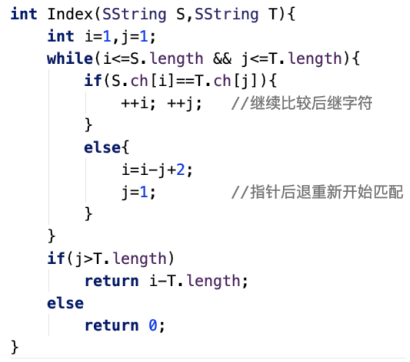 int Index(SString S,SString T){
    int i=1,j=1;
    while(i<=S.length && j<=T.length){
        if(S.ch[i]==T.ch[j]){
            ++i; ++j;   //继续比较后继字符
        }
        else{
            i=i-j+2;
            j=1;        //指针后退重新开始匹配
        }
    }
    if(j>T.length)
        return i-T.length;
    else
        return 0;
}